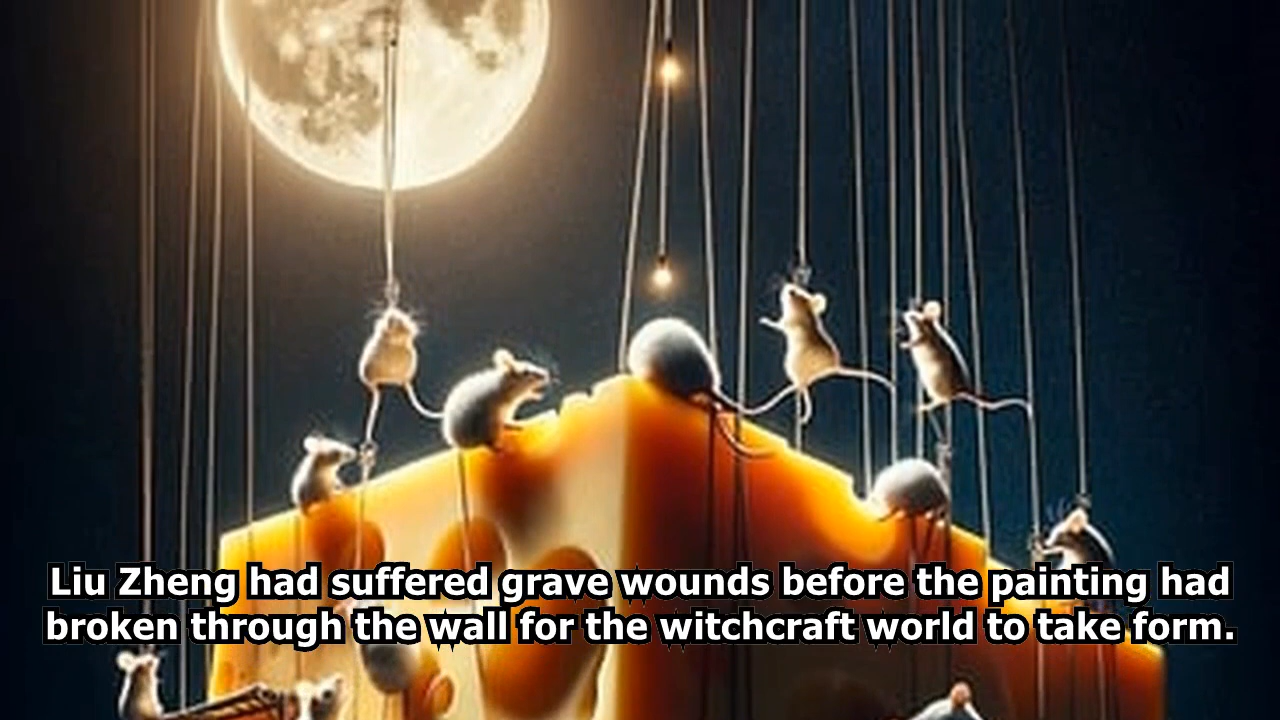 Liu Zheng had suffered grave wounds before the painting had
broken through the wall for the witchcraft world to take form.